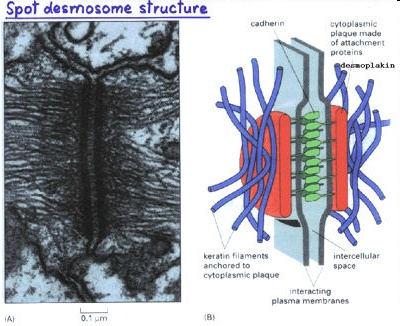 Spot desmosome structure
cadherin
cytoplasmic
plaque made
of attachment
proteins
desmoplakin
keratin filaments
anchored to
cytoplasmic plaque
intercellular
space
interacting
plasma membranes
(A)
0.1 µm
(B)